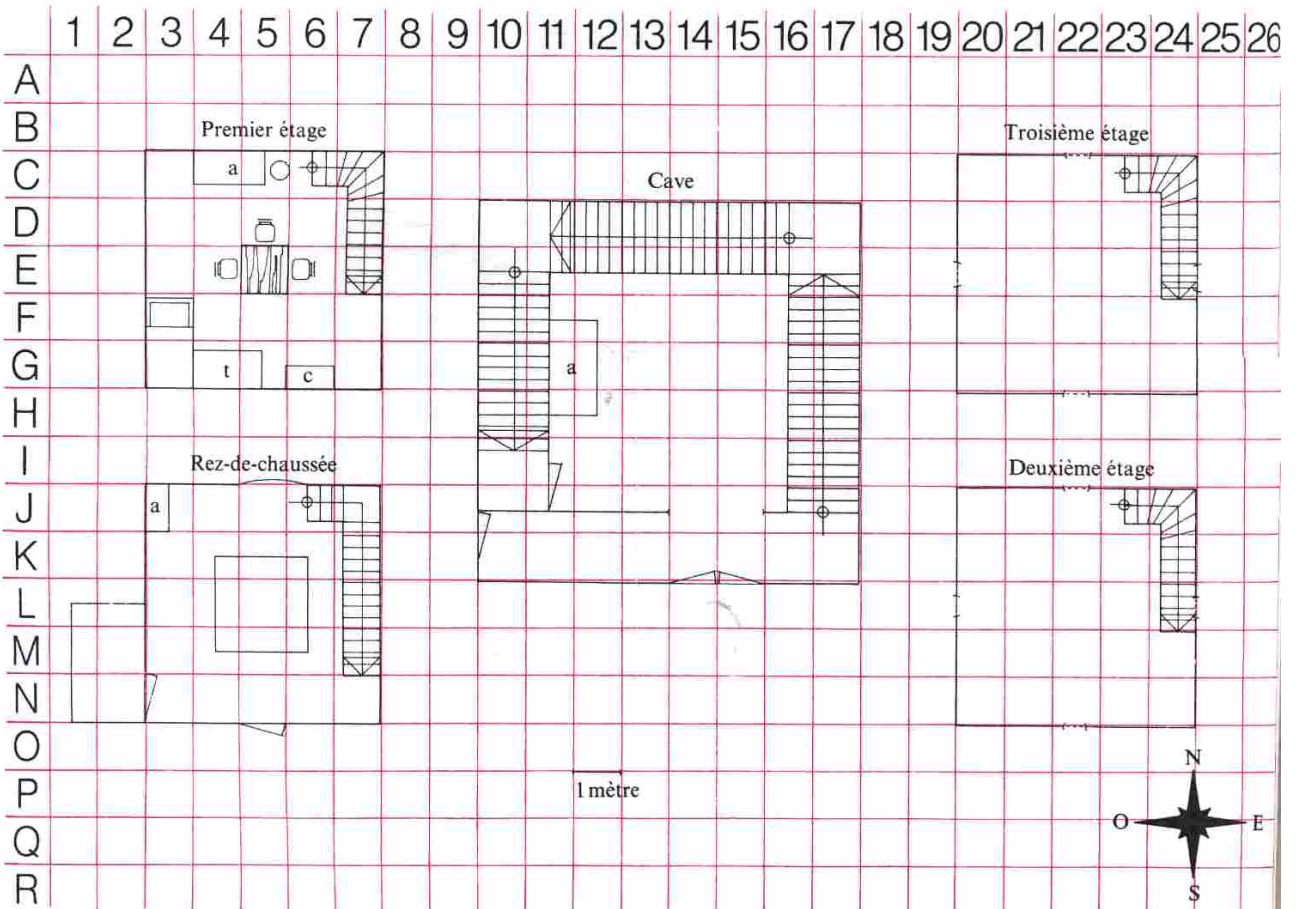 1 2 3 4 5 6 7 8 9 10 11 12 13 14 15 16 17 18 19 20 21 22 23 24 25 26
A
B
Premier étage
Troisième étage
C
a
Cave
D
E
F
G
t
c
a
H
I
Rez-de-chaussée
Deuxième étage
J
a
K
L
M
N
O
N
P
1 mètre
O
E
Q
R
S